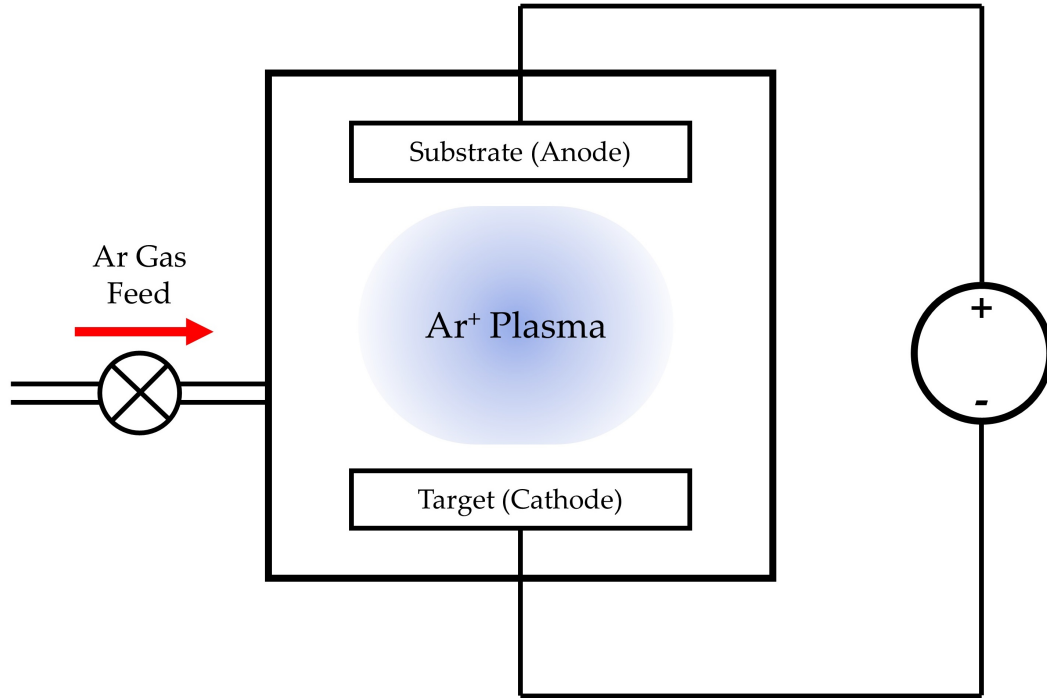 Substrate (Anode)
Ar Gas
Feed
Ar⁺ Plasma
+
-
Target (Cathode)